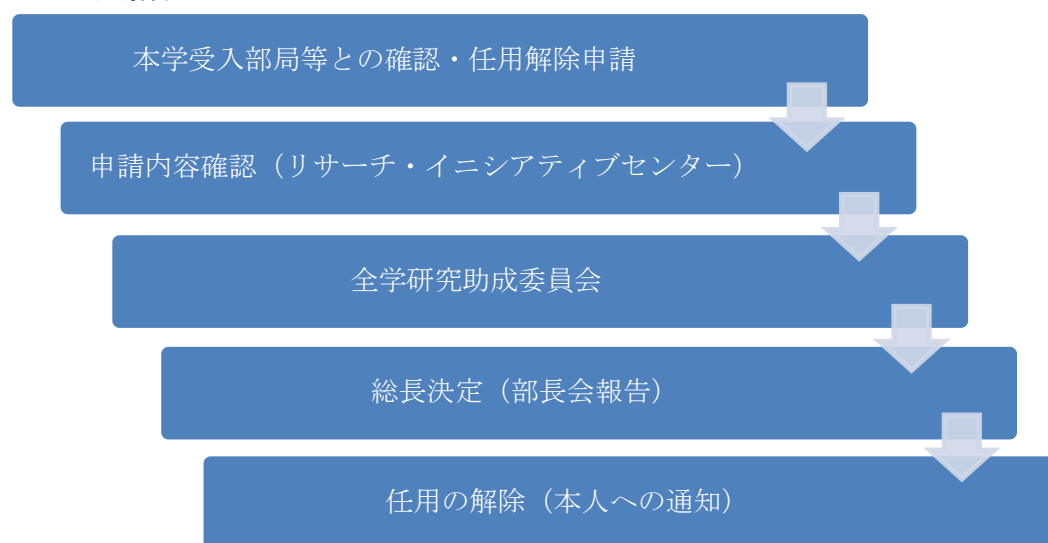 本学受入部局等との確認・任用解除申請
申請内容確認（リサーチ・イニシアティブセンター）
全学研究助成委員会
総長決定（部長会報告）
任用の解除（本人への通知）